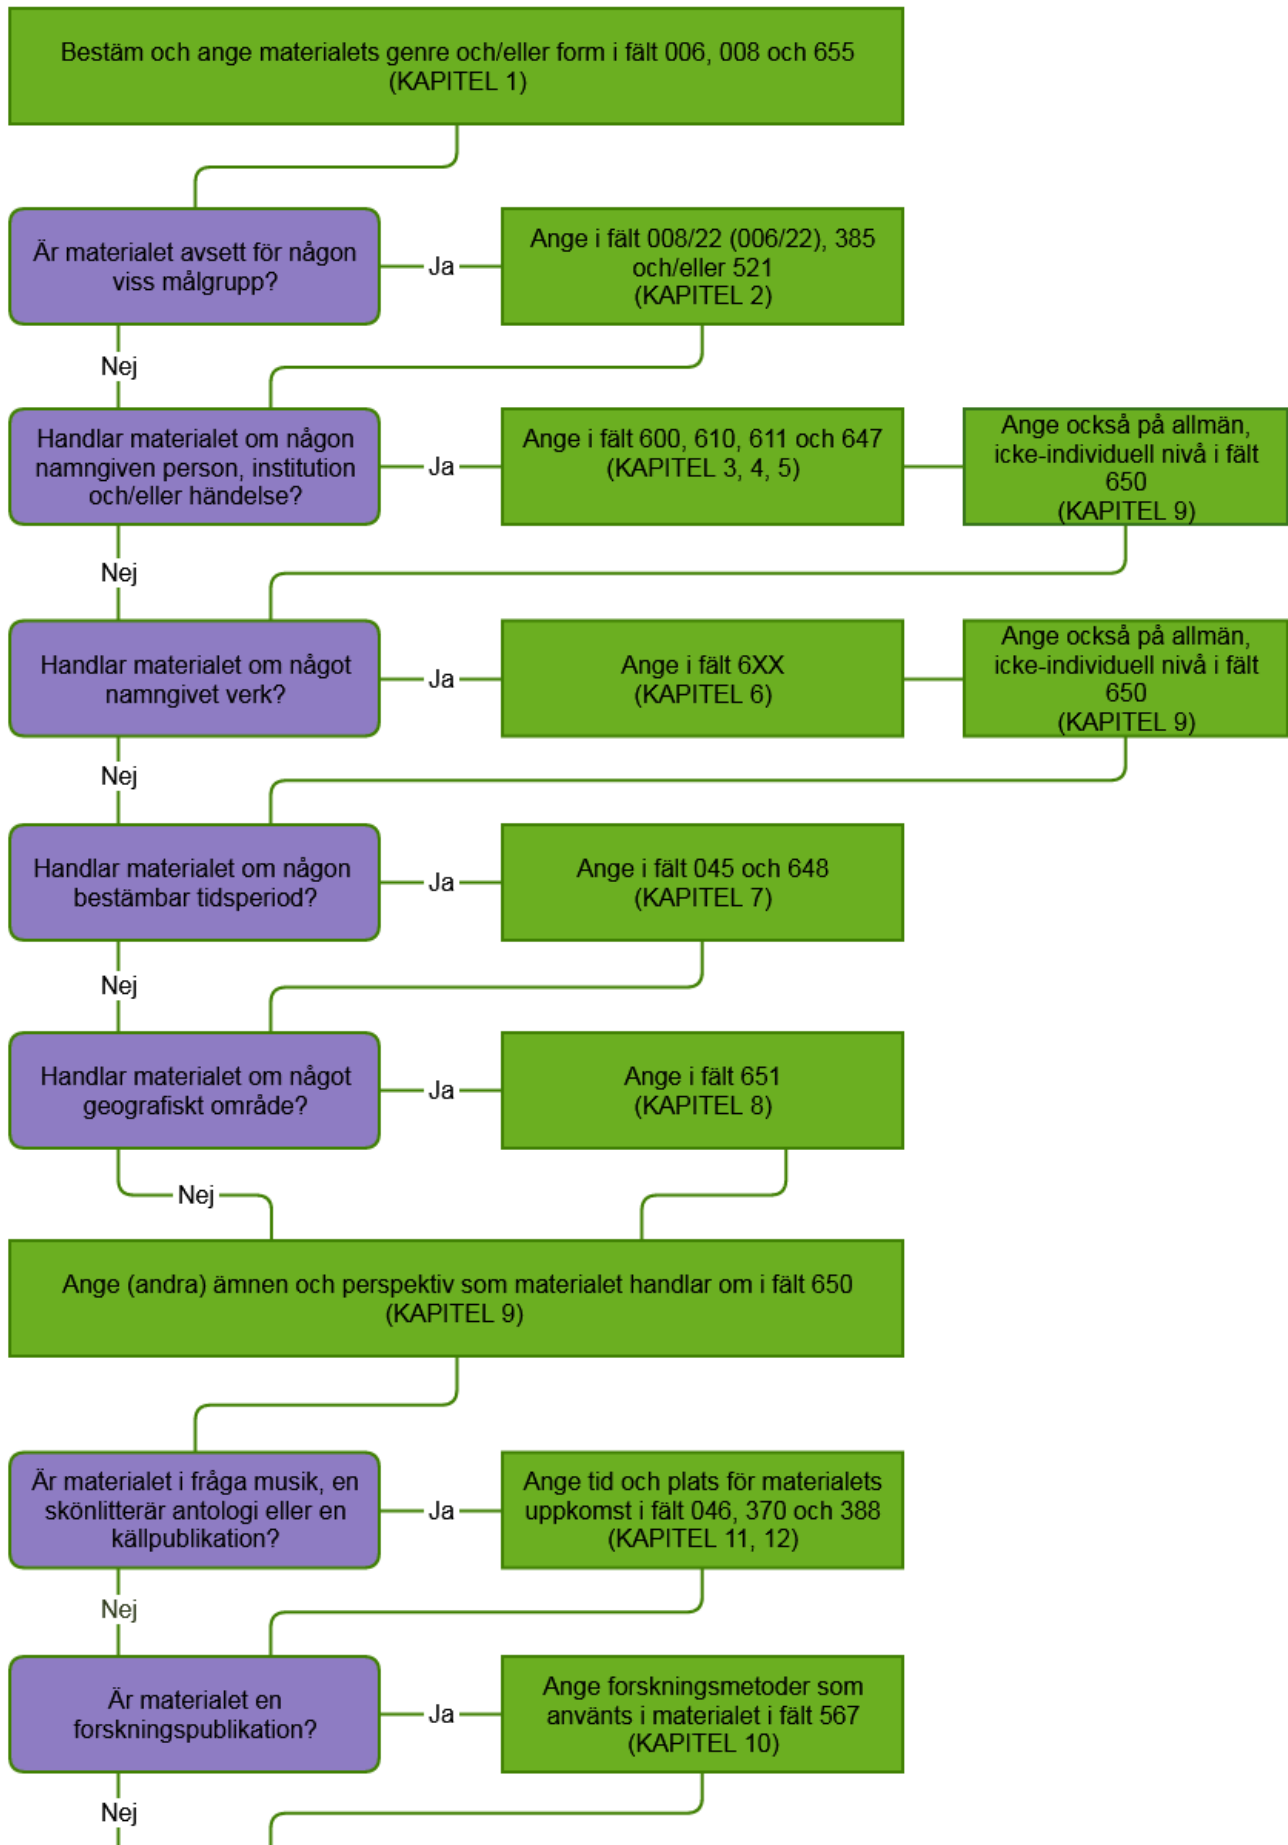 Bestäm och ange materialets genre och/eller form i fält 006, 008 och 655
(KAPITEL 1)
Är materialet avsett för någon
viss målgrupp?
Ja
Ange i fält 008/22 (006/22), 385
och/eller 521
(KAPITEL 2)
Nej
Handlar materialet om någon
namngiven person, institution
och/eller händelse?
Ja
Ange i fält 600, 610, 611 och 647
(KAPITEL 3, 4, 5)
Ange också på allmän,
icke-individuell nivå i fält
650
(KAPITEL 9)
Nej
Handlar materialet om något
namngivet verk?
Ja
Ange i fält 6XX
(KAPITEL 6)
Ange också på allmän,
icke-individuell nivå i fält
650
(KAPITEL 9)
Nej
Handlar materialet om någon
bestämbar tidsperiod?
Ja
Ange i fält 045 och 648
(KAPITEL 7)
Nej
Handlar materialet om något
geografiskt område?
Ja
Ange i fält 651
(KAPITEL 8)
Nej
Ange (andra) ämnen och perspektiv som materialet handlar om i fält 650
(KAPITEL 9)
Är materialet i fråga musik, en
skönlitterär antologi eller en
källpublikation?
Ja
Ange tid och plats för materialets
uppkomst i fält 046, 370 och 388
(KAPITEL 11, 12)
Nej
Är materialet en
forskningspublikation?
Ja
Ange forskningsmetoder som
använts i materialet i fält 567
(KAPITEL 10)
Nej